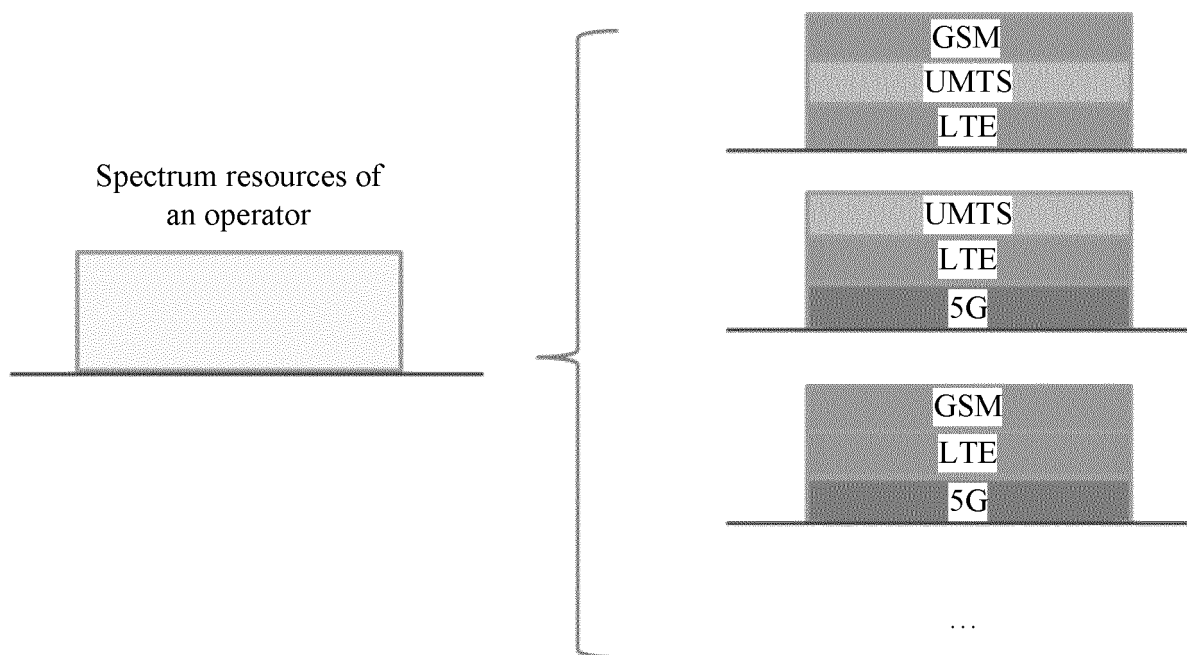 Spectrum resources of
an operator
GSM
UMTS
LTE
UMTS
LTE
5G
GSM
LTE
5G
...